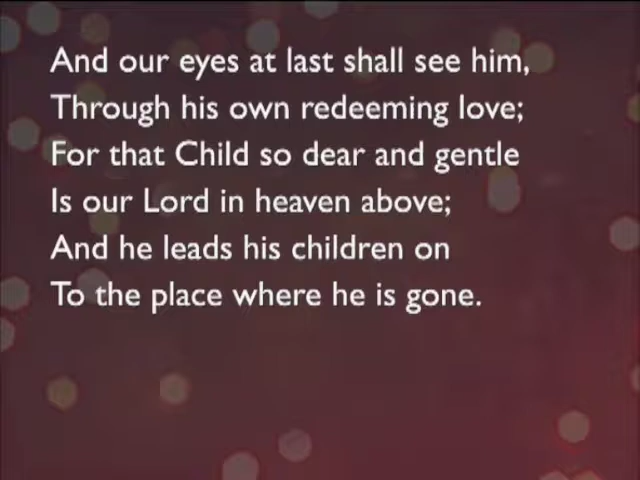 And our eyes at last shall see him,
Through his own redeeming love;
For that Child so dear and gentle
Is our Lord in heaven above;
And he leads his children on
To the place where he is gone.